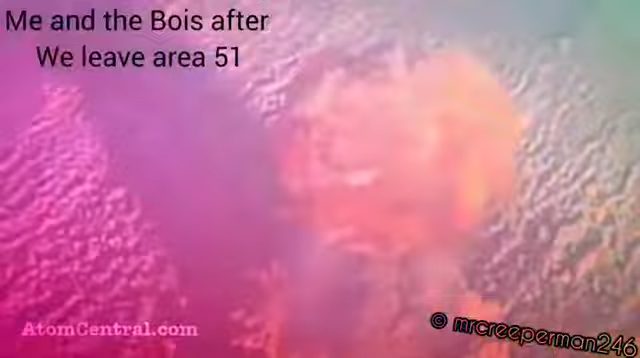 Me and the Bois after
We leave area 51
AtomCentral.com
© mrcreeperman246